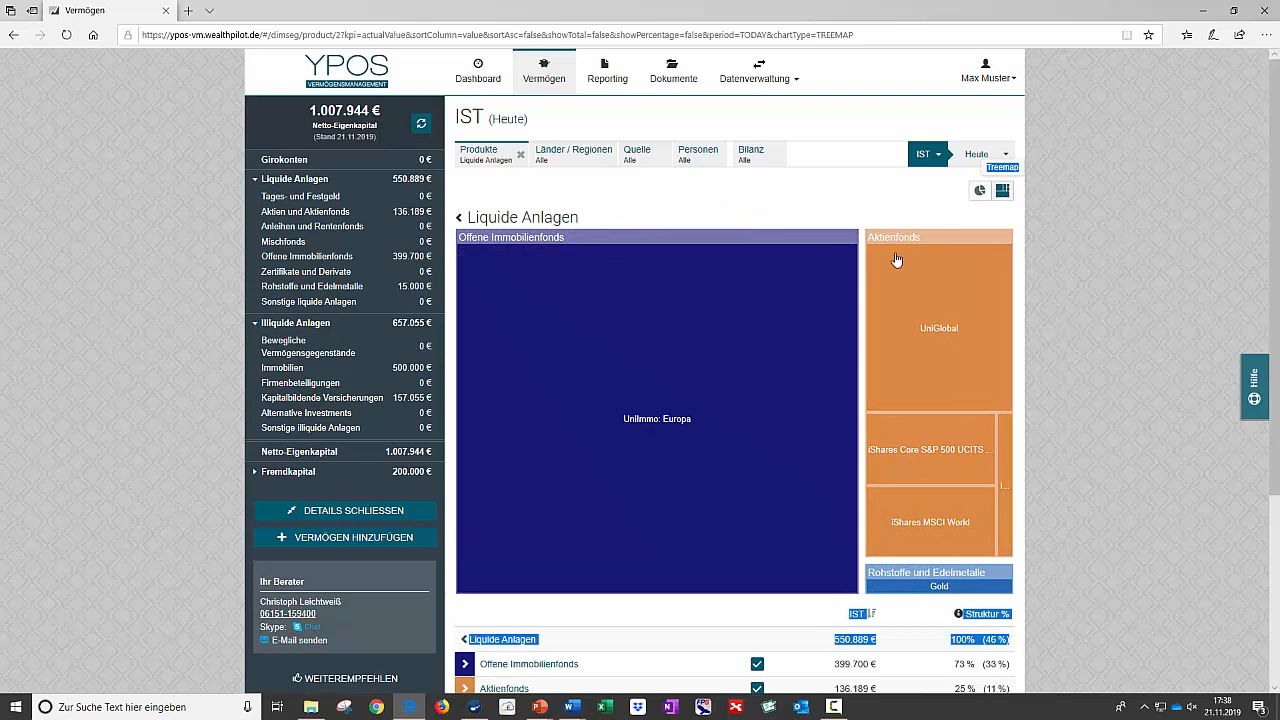 Vermögen
https://ypos-vm.wealthpilot.de/#/dimseg/product/2?kpi=actualValue&sortColumn=value&sortAsc=false&showTotal=false&showPercentage=false&period=TODAY&chartType=TREEMAP
YPOS
VERMÖGENSMANAGEMENT
Dashboard
Vermögen
Reporting
Dokumente
Datenverwaltung
Max Muster
1.007.944 €
Netto-Eigenkapital
(Stand 21.11.2019)
Girokonten 0 €
Liquide Anlagen 550.889 €
Tages- und Festgeld 0 €
Aktien und Aktienfonds 136.189 €
Anleihen und Rentenfonds 0 €
Mischfonds 0 €
Offene Immobilienfonds 399.700 €
Zertifikate und Derivate 0 €
Rohstoffe und Edelmetalle 15.000 €
Sonstige liquide Anlagen 0 €
Illiquide Anlagen 657.055 €
Bewegliche
Vermögensgegenstände 0 €
Immobilien 500.000 €
Firmenbeteiligungen 0 €
Kapitalbildende Versicherungen 157.055 €
Alternative Investments 0 €
Sonstige illiquide Anlagen 0 €
Netto-Eigenkapital 1.007.944 €
Fremdkapital 200.000 €
DETAILS SCHLIESSEN
VERMÖGEN HINZUFÜGEN
Ihr Berater
Christoph Leichtweiß
06151-159400
Skype: Chat
E-Mail senden
WEITEREMPFEHLEN
IST (Heute)
Produkte
Liquide Anlagen
Länder / Regionen
Alle
Quelle
Alle
Personen
Alle
Bilanz
Alle
IST
Heute
Treemap
Liquide Anlagen
Offene Immobilienfonds
UniImmo: Europa
Aktienfonds
UniGlobal
iShares Core S&P 500 UCITS ...
i...
iShares MSCI World
Rohstoffe und Edelmetalle
Gold
IST Struktur %
Liquide Anlagen 550.889 € 100% (46 %)
Offene Immobilienfonds 399.700 € 73 % (33 %)
Aktienfonds 136.189 € 25 % (11 %)
Hilfe
Zur Suche Text hier eingeben
17:38
21.11.2019